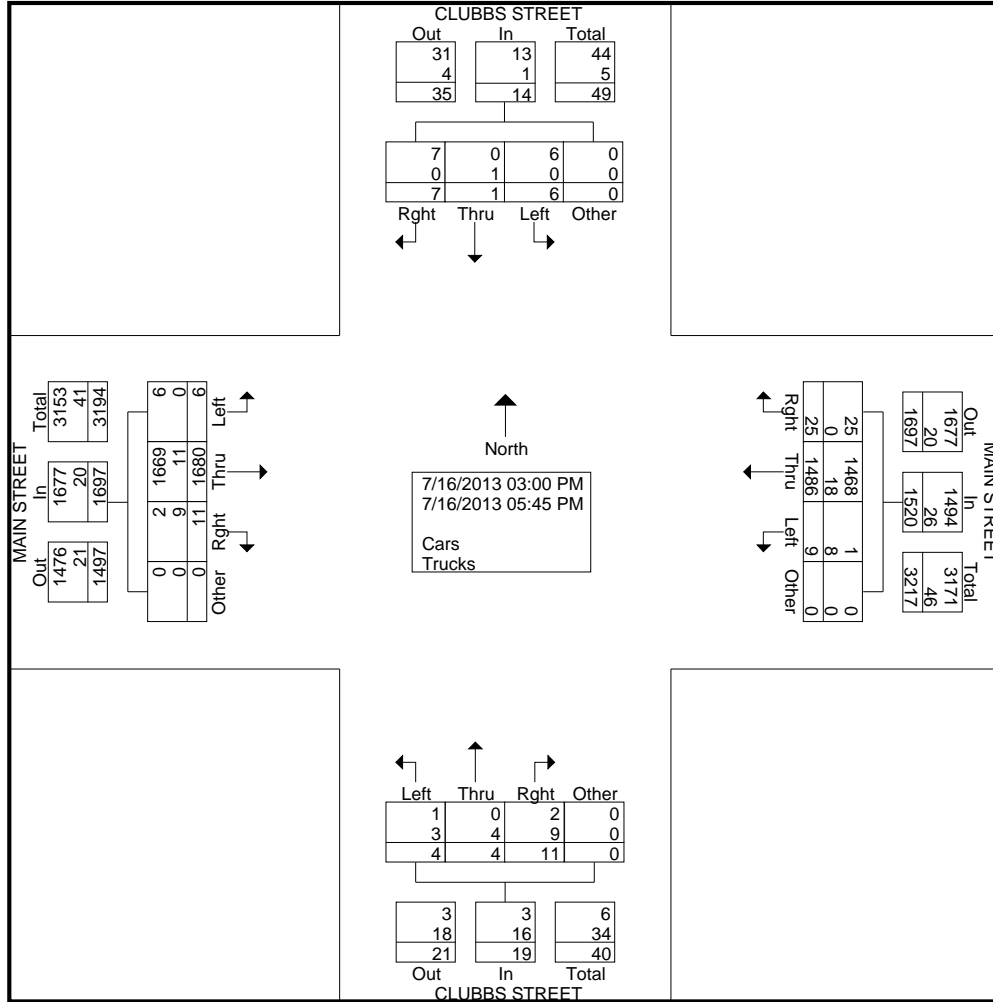 CLUBBS STREET
Out In Total
31 13 44
4 1 5
35 14 49
7 0 6 0
0 1 0 0
7 1 6 0
Rght Thru Left Other
MAIN STREET
Total In Out
3153 1677 1476
41 20 21
3194 1697 1497
6 1669 2 0
0 11 9 0
6 1680 11 0
Left Thru Rght Other
North
7/16/2013 03:00 PM
7/16/2013 05:45 PM
Cars
Trucks
MAIN STREET
Out In Total
1677 1494 3171
20 26 46
1697 1520 3217
25 1468 1 0
0 18 8 0
25 1486 9 0
Rght Thru Left Other
Left Thru Rght Other
1 0 2 0
3 4 9 0
4 4 11 0
3 3 6
18 16 34
21 19 40
Out In Total
CLUBBS STREET